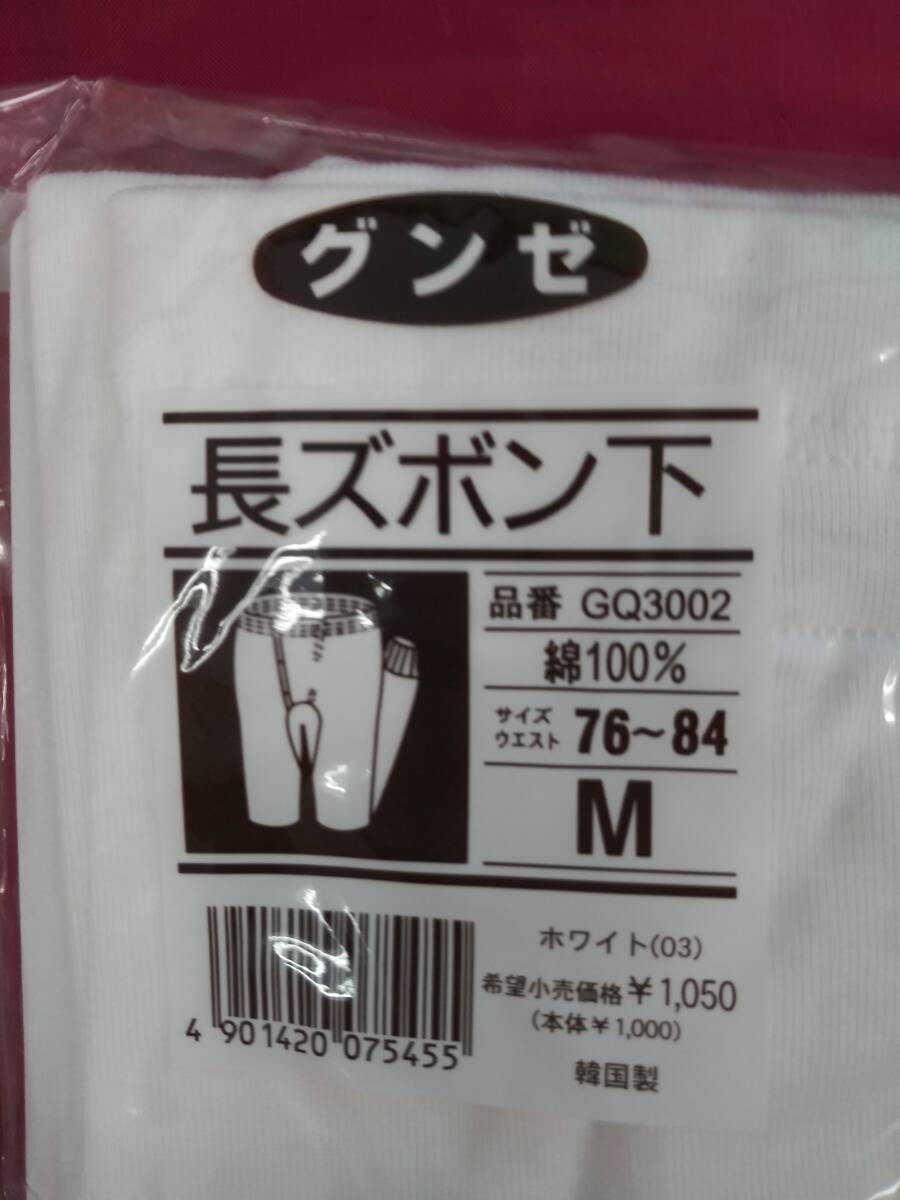 グンゼ
長ズボン下
品番 GQ3002
綿100%
サイズ
ウエスト 76~84
M
ホワイト(03)
希望小売価格¥1,050
(本体¥1,000)
韓国製
4 901420 075455